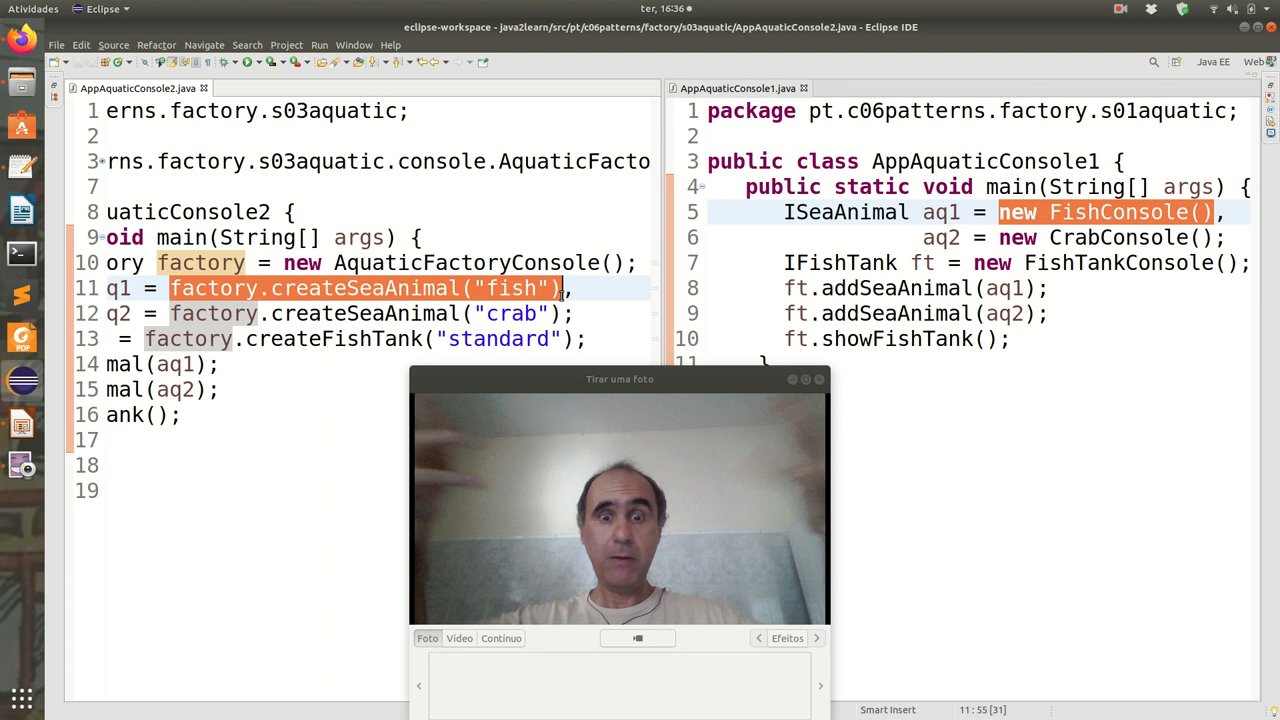 Atividades
Eclipse
ter, 16:36
eclipse-workspace - java2learn/src/pt/c06patterns/factory/s03aquatic/AppAquaticConsole2.java - Eclipse IDE
File Edit Source Refactor Navigate Search Project Run Window Help
Java EE
Web
AppAquaticConsole2.java
1 erns.factory.s03aquatic;
2
3 rns.factory.s03aquatic.console.AquaticFacto
7
8 uaticConsole2 {
9 oid main(String[] args) {
10 ory factory = new AquaticFactoryConsole();
11 q1 = factory.createSeaAnimal("fish"),
12 q2 = factory.createSeaAnimal("crab");
13 = factory.createFishTank("standard");
14 mal(aq1);
15 mal(aq2);
16 ank();
17
18
19
AppAquaticConsole1.java
1 package pt.c06patterns.factory.s01aquatic;
2
3 public class AppAquaticConsole1 {
4 public static void main(String[] args) {
5 ISeaAnimal aq1 = new FishConsole(),
6 aq2 = new CrabConsole();
7 IFishTank ft = new FishTankConsole();
8 ft.addSeaAnimal(aq1);
9 ft.addSeaAnimal(aq2);
10 ft.showFishTank();
11 }
Tirar uma foto
Foto Vídeo Contínuo
Efeitos
PDF
Smart Insert
11 : 55 [31]